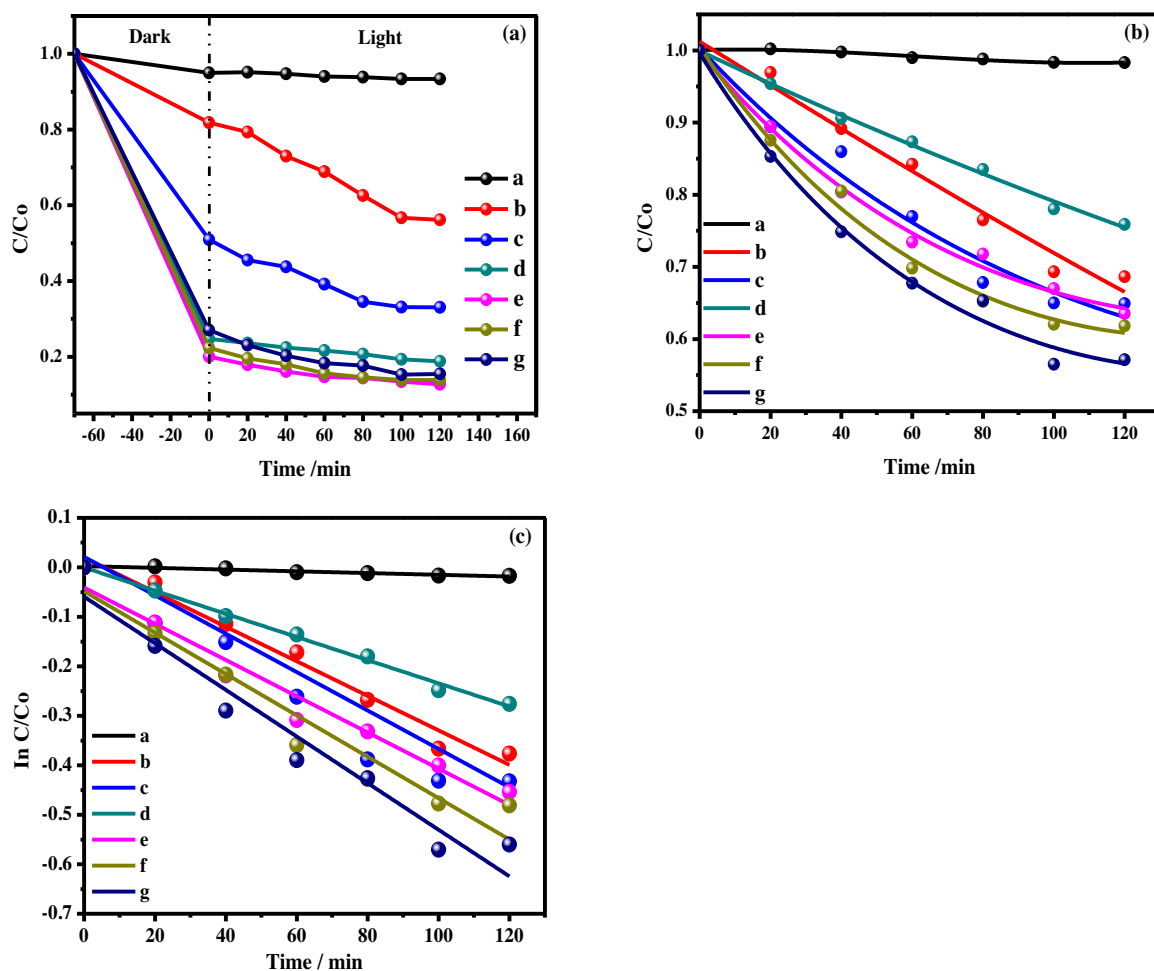 (a)
Dark
Light
1.0
0.8
0.6
0.4
0.2
C/Co
a
b
c
d
e
f
g
-60 -40 -20 0 20 40 60 80 100 120 140 160
Time /min
(b)
1.0
0.9
0.8
0.7
0.6
0.5
C/Co
a
b
c
d
e
f
g
0 20 40 60 80 100 120
Time /min
(c)
0.1
0.0
-0.1
-0.2
-0.3
-0.4
-0.5
-0.6
-0.7
In C/Co
a
b
c
d
e
f
g
0 20 40 60 80 100 120
Time / min